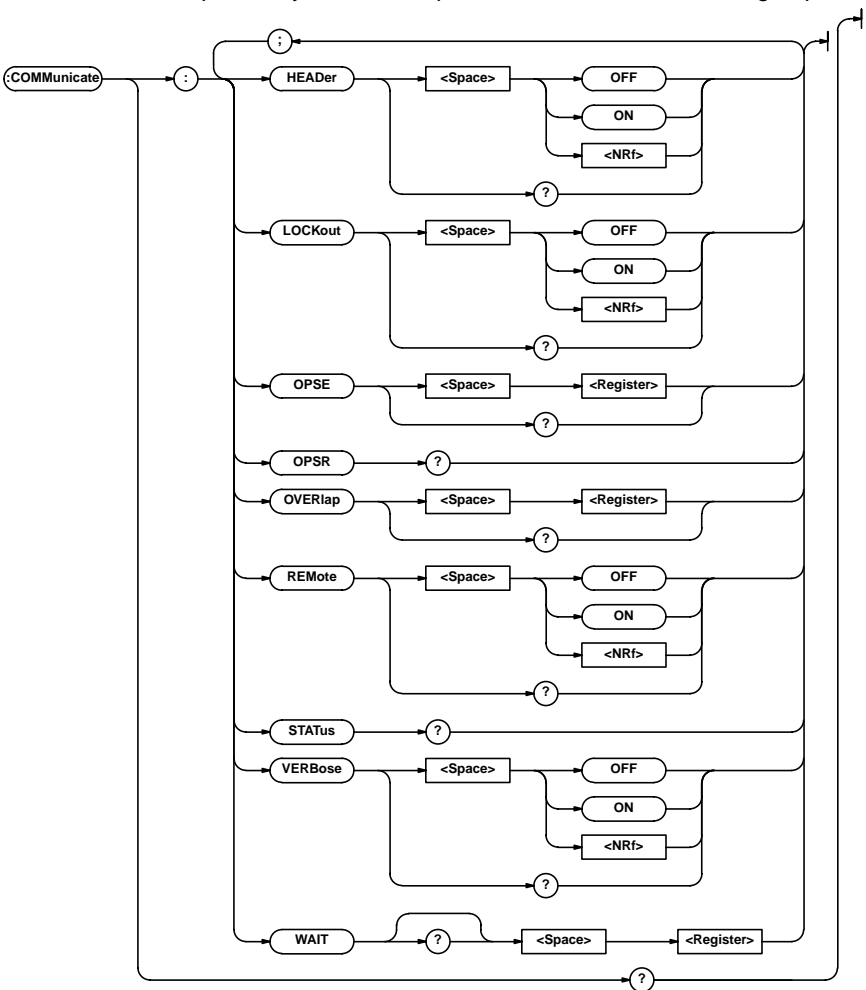 ;
:COMMunicate : HEADer <Space> OFF
ON
<NRf>
?
LOCKout <Space> OFF
ON
<NRf>
?
OPSE <Space> <Register>
?
OPSR ?
OVERlap <Space> <Register>
?
REMote <Space> OFF
ON
<NRf>
?
STATus ?
VERBose <Space> OFF
ON
<NRf>
?
WAIT ? <Space> <Register>
?